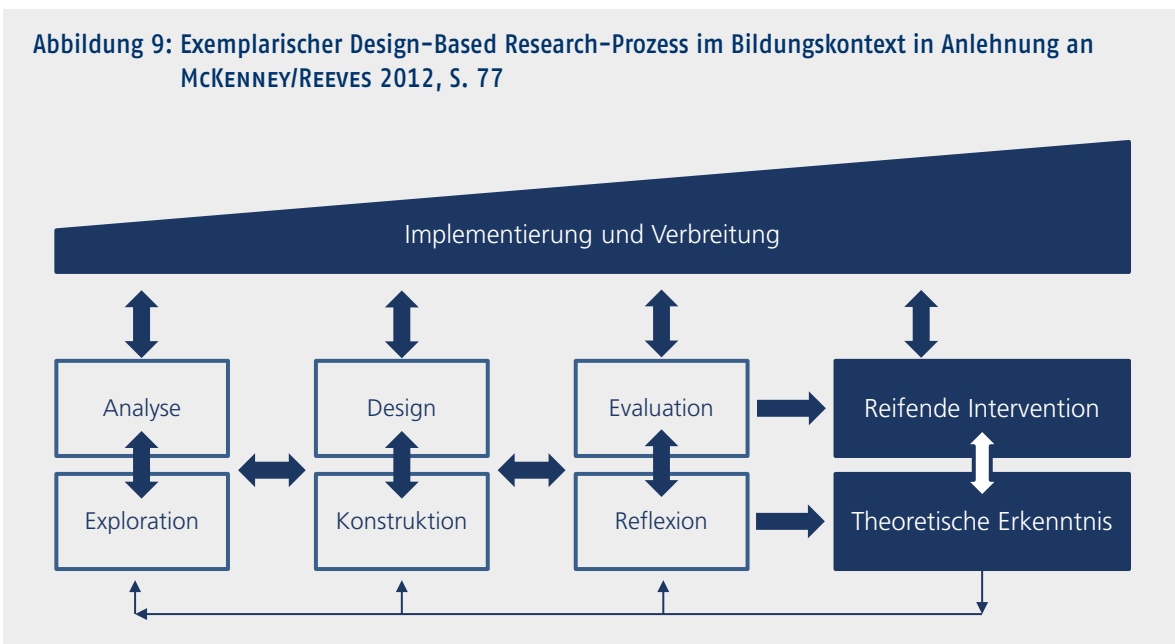 Abbildung 9: Exemplarischer Design-Based Research-Prozess im Bildungskontext in Anlehnung an
McKenney/Reeves 2012, S. 77
Implementierung und Verbreitung
Analyse
Design
Evaluation
Reifende Intervention
Exploration
Konstruktion
Reflexion
Theoretische Erkenntnis